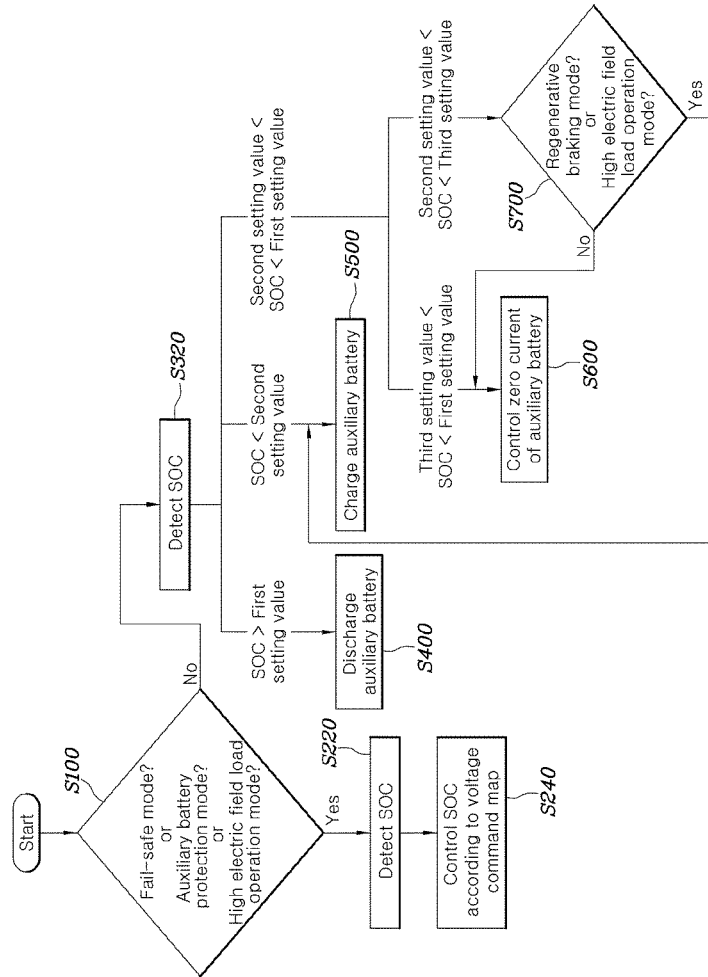 Start
S100
Fail-safe mode?
or
Auxiliary battery
protection mode?
or
High electric field load
operation mode?
Yes
No
S220
Detect SOC
Control SOC
according to voltage
command map
S240
S320
Detect SOC
SOC > First
setting value
Discharge
auxiliary battery
S400
SOC < Second
setting value
Charge auxiliary battery
S500
Second setting value <
SOC < First setting value
Third setting value <
SOC < First setting value
Control zero current
of auxiliary battery
S600
Second setting value <
SOC < Third setting value
S700
Regenerative
braking mode?
or
High electric field
load operation
mode?
No
Yes